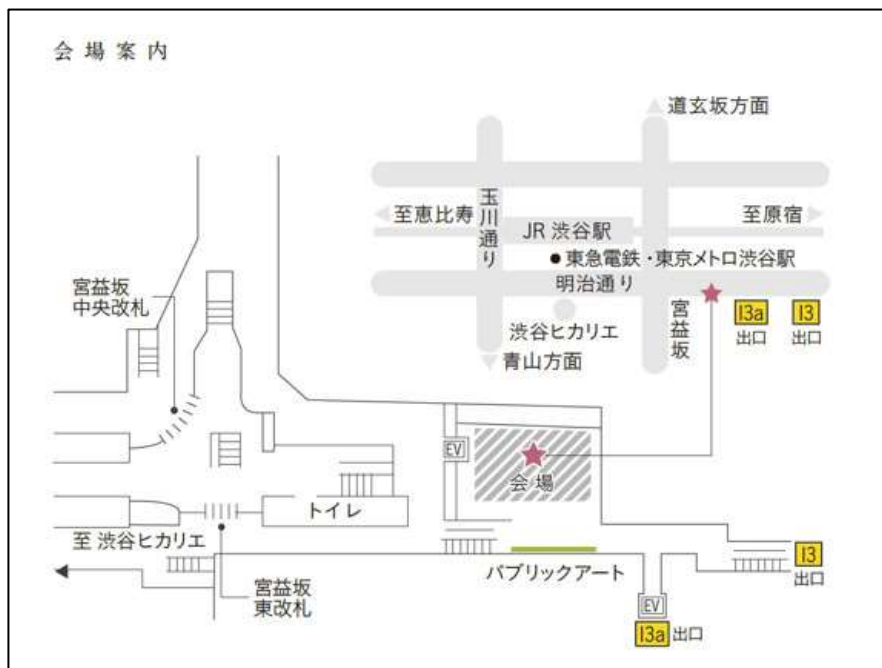 会場案内
道玄坂方面
玉川通り
至恵比寿
至原宿
JR 渋谷駅
東急電鉄・東京メトロ渋谷駅
明治通り
宮益坂
中央改札
渋谷ヒカリエ
宮益坂
13a
出口
13
出口
青山方面
EV
会場
トイレ
至 渋谷ヒカリエ
パブリックアート
13
出口
宮益坂
東改札
EV
13a 出口